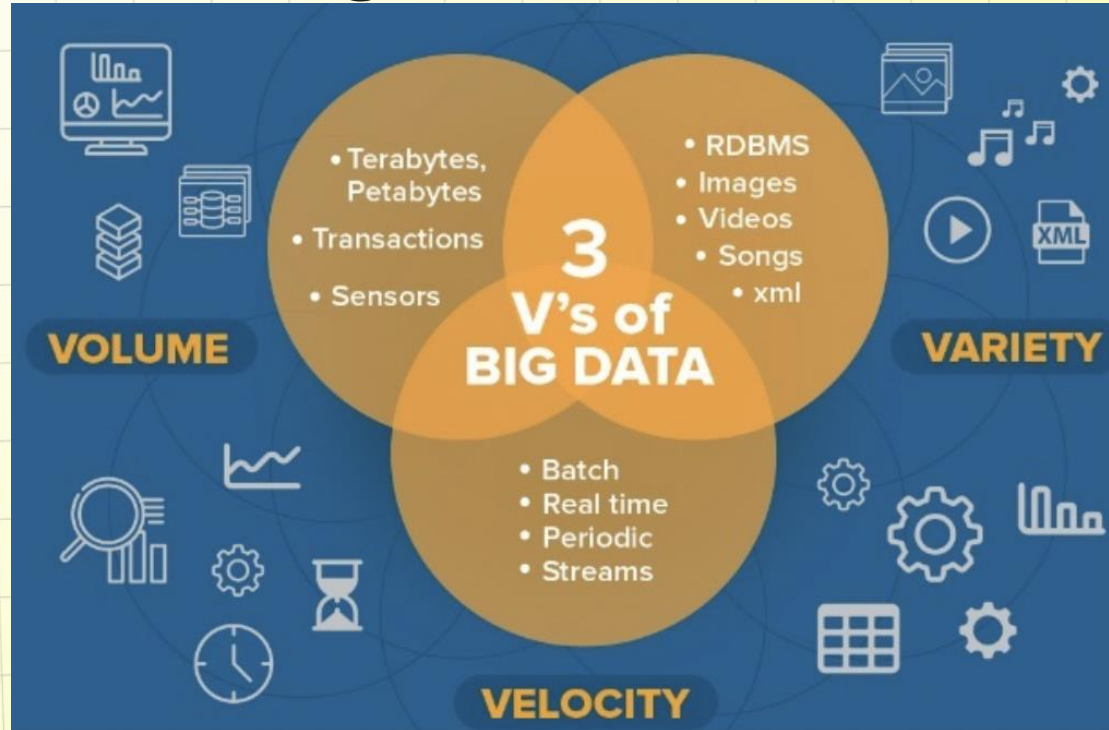 • Terabytes,
Petabytes
• Transactions
• Sensors
• RDBMS
• Images
• Videos
• Songs
• xml
XML
3
V's of
BIG DATA
VOLUME
VARIETY
• Batch
• Real time
• Periodic
• Streams
VELOCITY